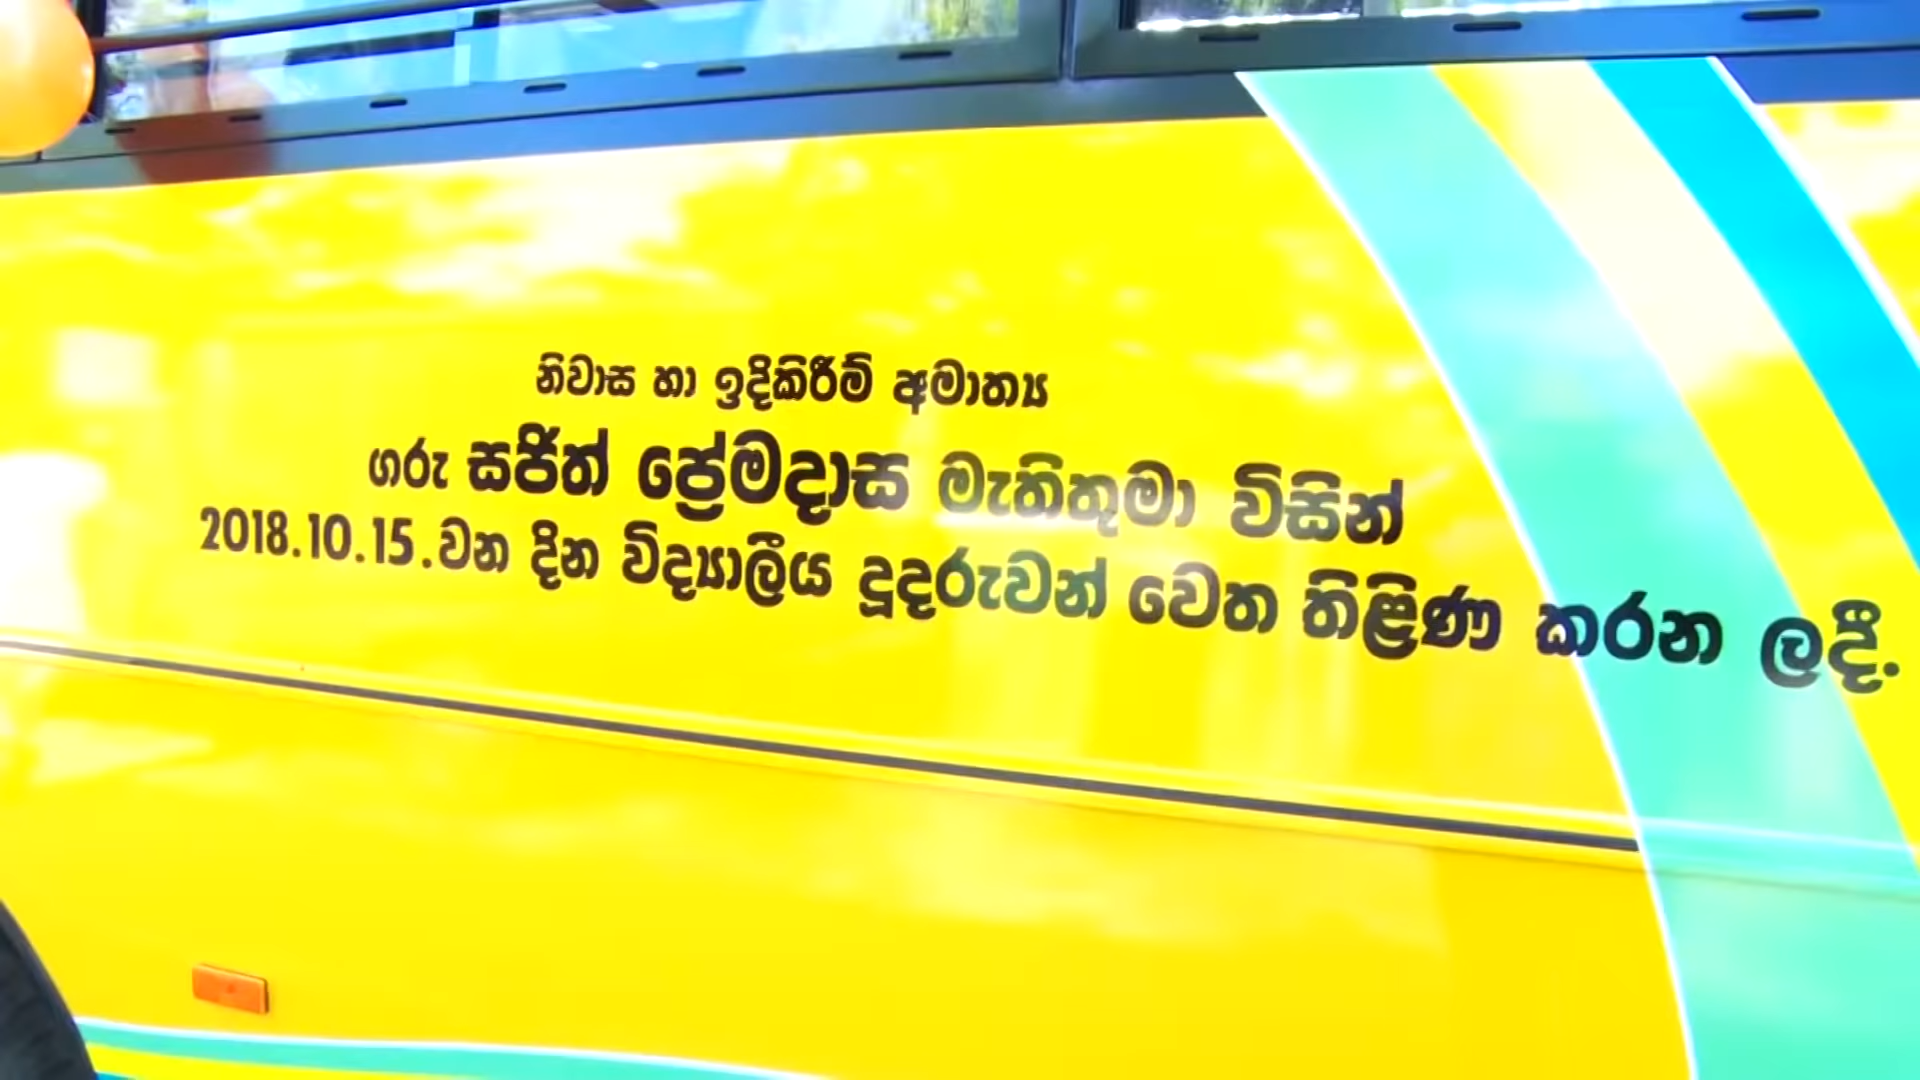 නිවාස හා ඉදිකිරීම් අමාත්‍ය
ගරු සජිත් ප්‍රේමදාස මැතිතුමා විසින්
2018.10.15.වන දින විද්‍යාලීය දූදරුවන් වෙත තිළිණ කරන ලදී.